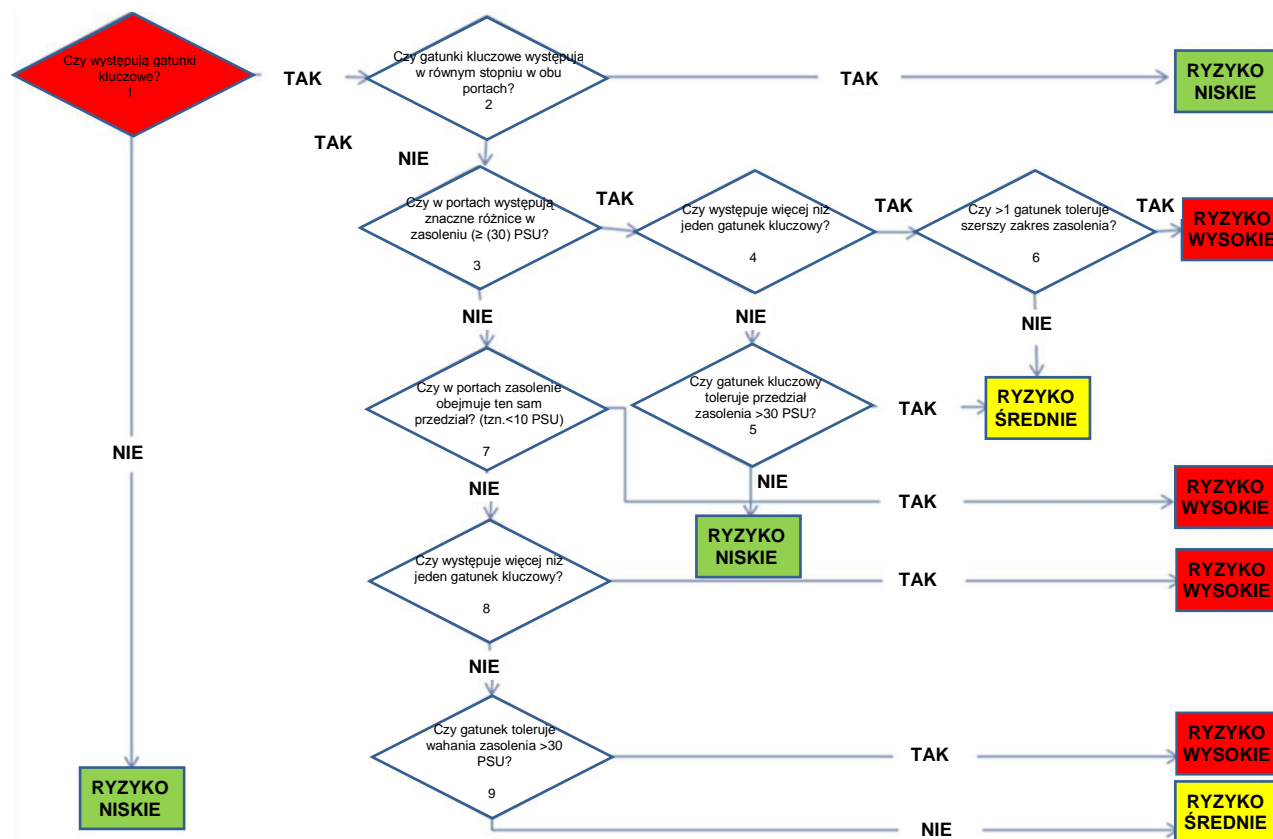 Czy występują gatunki
kluczowe?
1
TAK
Czy gatunki kluczowe występują
w równym stopniu w obu
portach?
2
TAK
RYZYKO
NISKIE
TAK
NIE
Czy w portach występują
znaczne różnice w
zasoleniu (≥ (30) PSU?
3
TAK
Czy występuje więcej niż
jeden gatunek kluczowy?
4
TAK
Czy >1 gatunek toleruje
szerszy zakres zasolenia?
6
TAK
RYZYKO
WYSOKIE
NIE
NIE
NIE
Czy w portach zasolenie
obejmuje ten sam
przedział? (tzn.<10 PSU)
7
Czy gatunek kluczowy
toleruje przedział
zasolenia >30 PSU?
5
TAK
RYZYKO
ŚREDNIE
NIE
NIE
NIE
TAK
RYZYKO
WYSOKIE
RYZYKO
NISKIE
Czy występuje więcej niż
jeden gatunek kluczowy?
8
TAK
RYZYKO
WYSOKIE
NIE
Czy gatunek toleruje
wahania zasolenia >30
PSU?
9
TAK
RYZYKO
WYSOKIE
RYZYKO
NISKIE
NIE
RYZYKO
ŚREDNIE